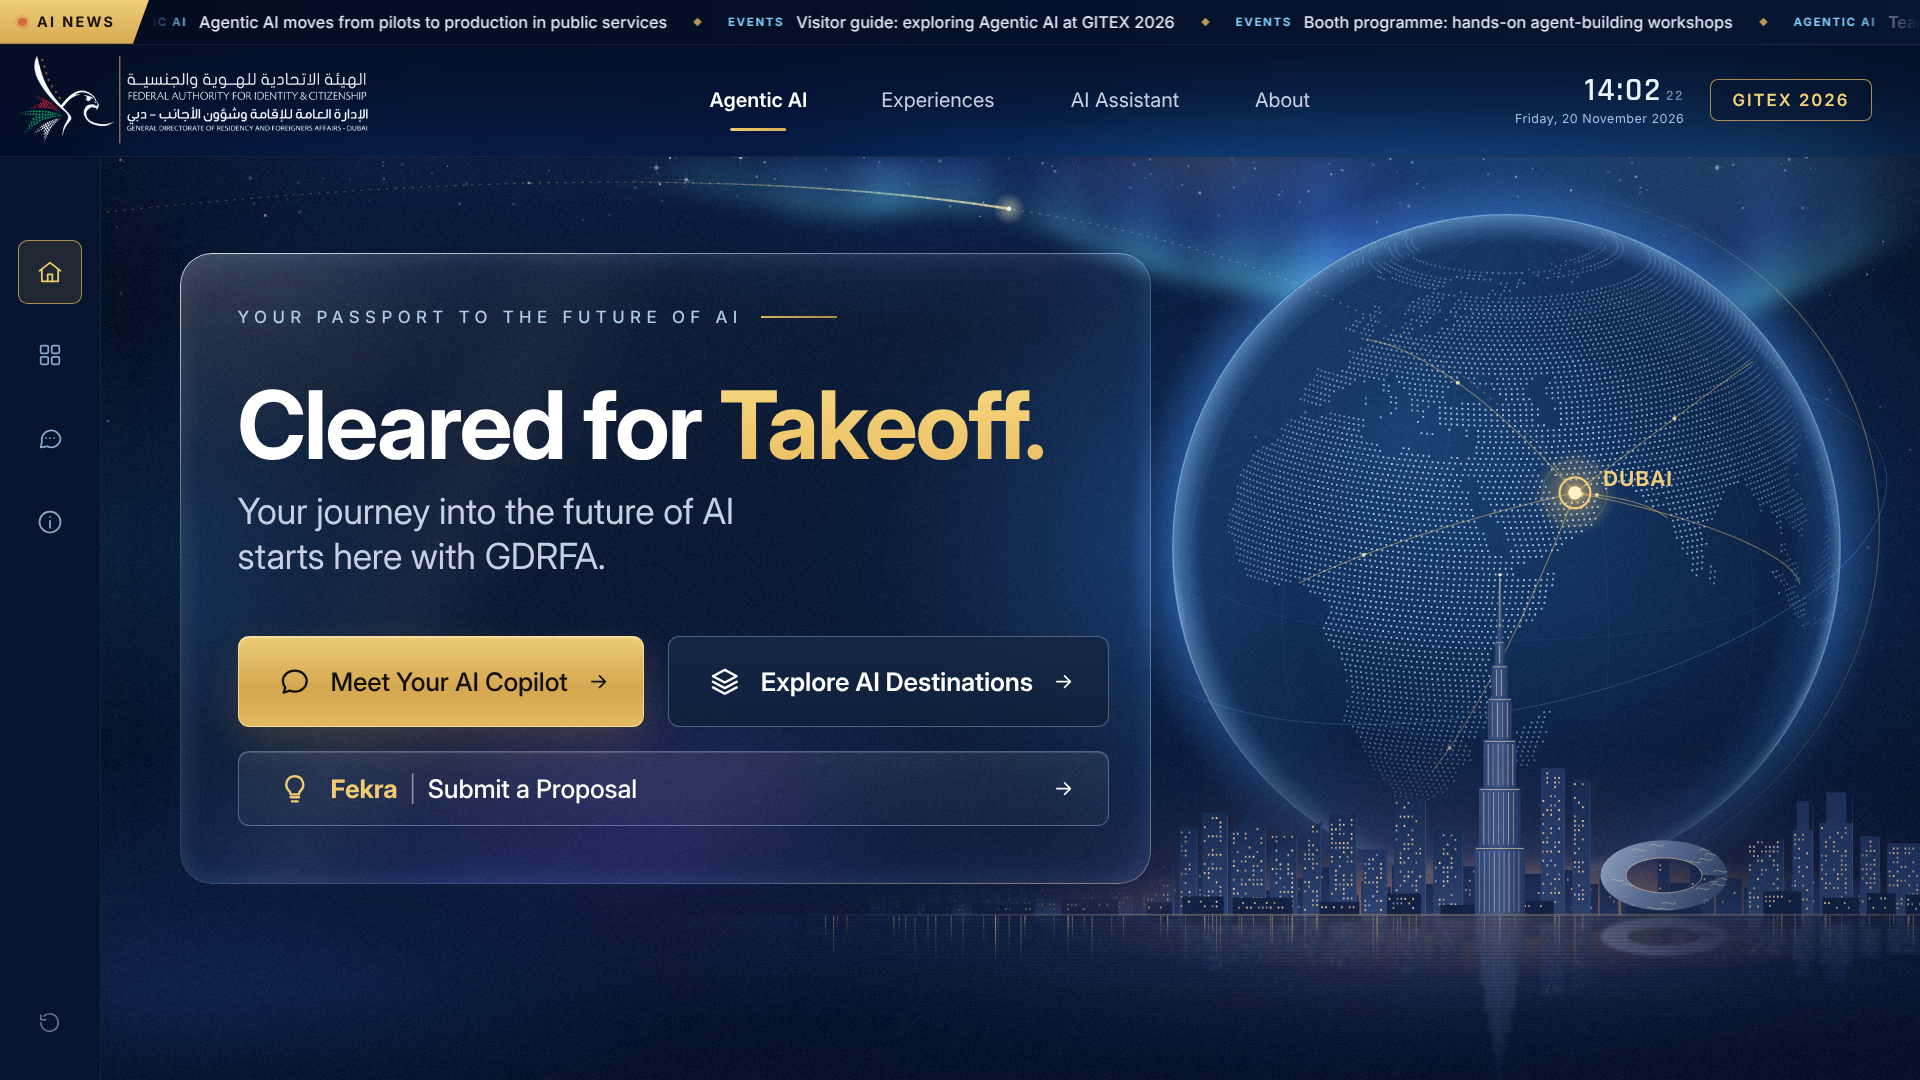 AI NEWS
AI Agentic AI moves from pilots to production in public services ◆ EVENTS Visitor guide: exploring Agentic AI at GITEX 2026 ◆ EVENTS Booth programme: hands-on agent-building workshops ◆ AGENTIC AI
الهيئة الاتحادية للهوية والجنسية
FEDERAL AUTHORITY FOR IDENTITY & CITIZENSHIP
الإدارة العامة للإقامة وشؤون الأجانب - دبي
GENERAL DIRECTORATE OF RESIDENCY AND FOREIGNERS AFFAIRS - DUBAI
Agentic AI
Experiences
AI Assistant
About
14:02 22
Friday, 20 November 2026
GITEX 2026
YOUR PASSPORT TO THE FUTURE OF AI
Cleared for Takeoff.
Your journey into the future of AI
starts here with GDRFA.
DUBAI
Meet Your AI Copilot →
Explore AI Destinations →
Fekra | Submit a Proposal →